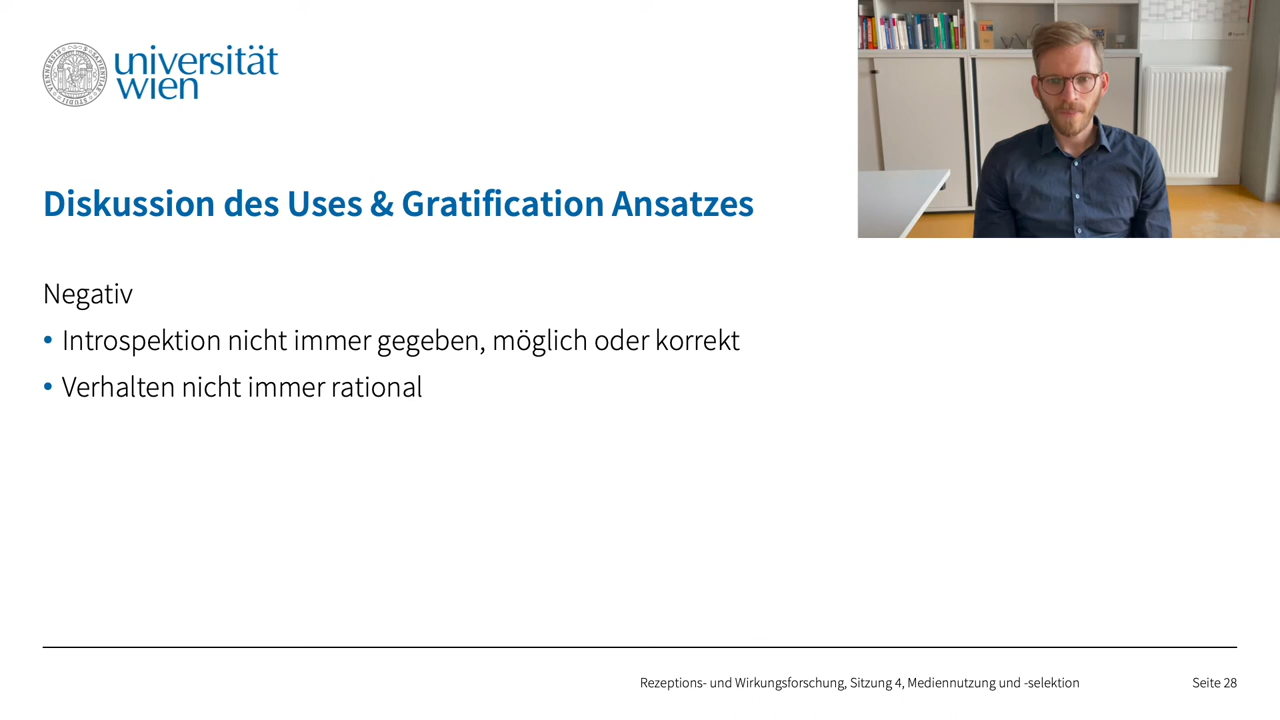 universität
wien
Diskussion des Uses & Gratification Ansatzes
Negativ
• Introspektion nicht immer gegeben, möglich oder korrekt
• Verhalten nicht immer rational
Rezeptions- und Wirkungsforschung, Sitzung 4, Mediennutzung und -selektion
Seite 28